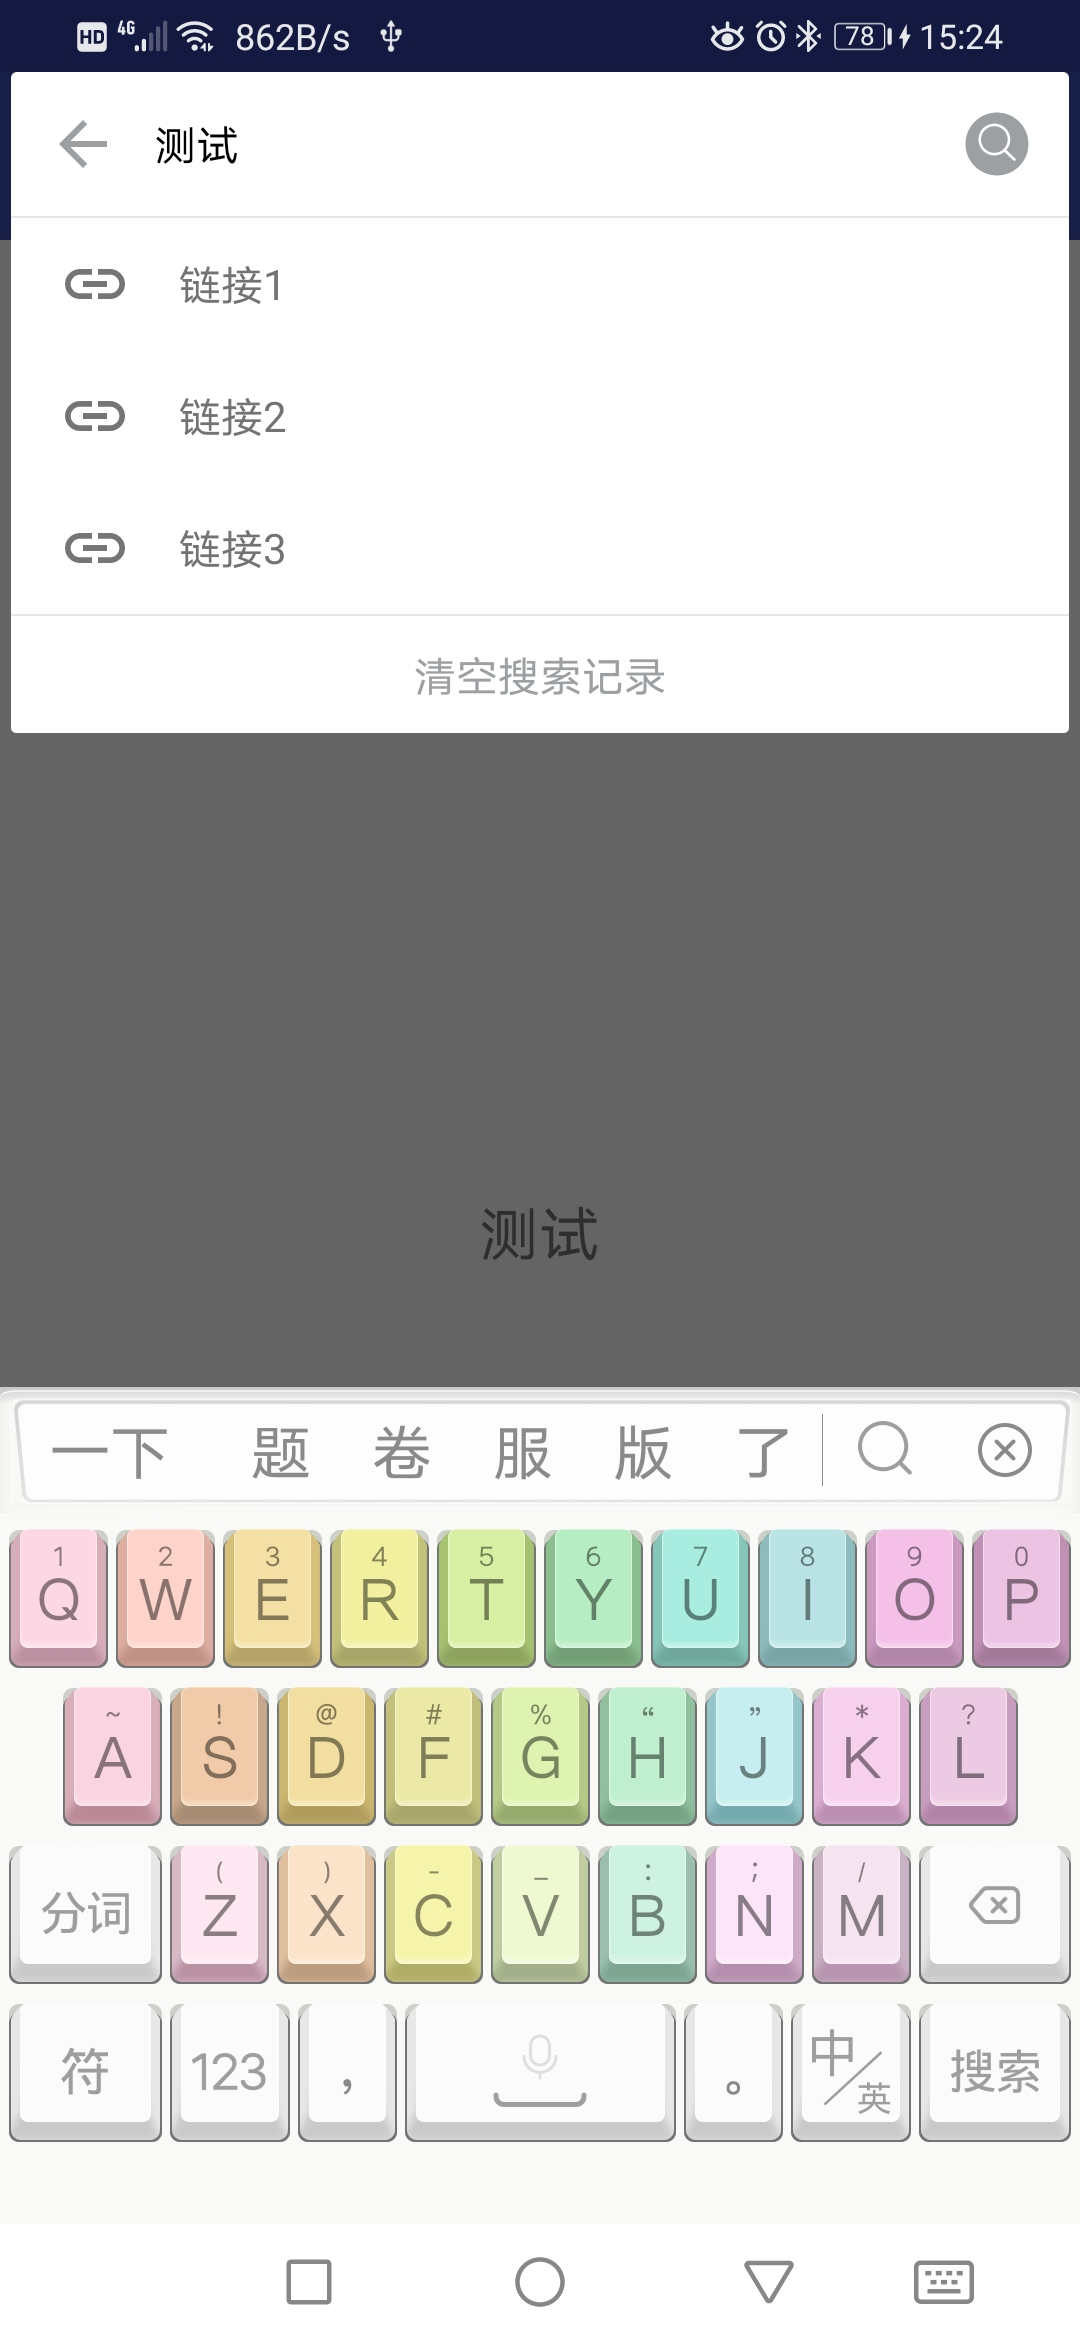 HD 4G 862B/s 78 15:24
测试
链接1
链接2
链接3
清空搜索记录
测试
一下 题 卷 服 版 了
1 2 3 4 5 6 7 8 9 0
Q W E R T Y U I O P
~ ! @ # % “ ” * ?
A S D F G H J K L
( ) - _ : ; /
分词 Z X C V B N M
符 123 ， 。 中/英 搜索